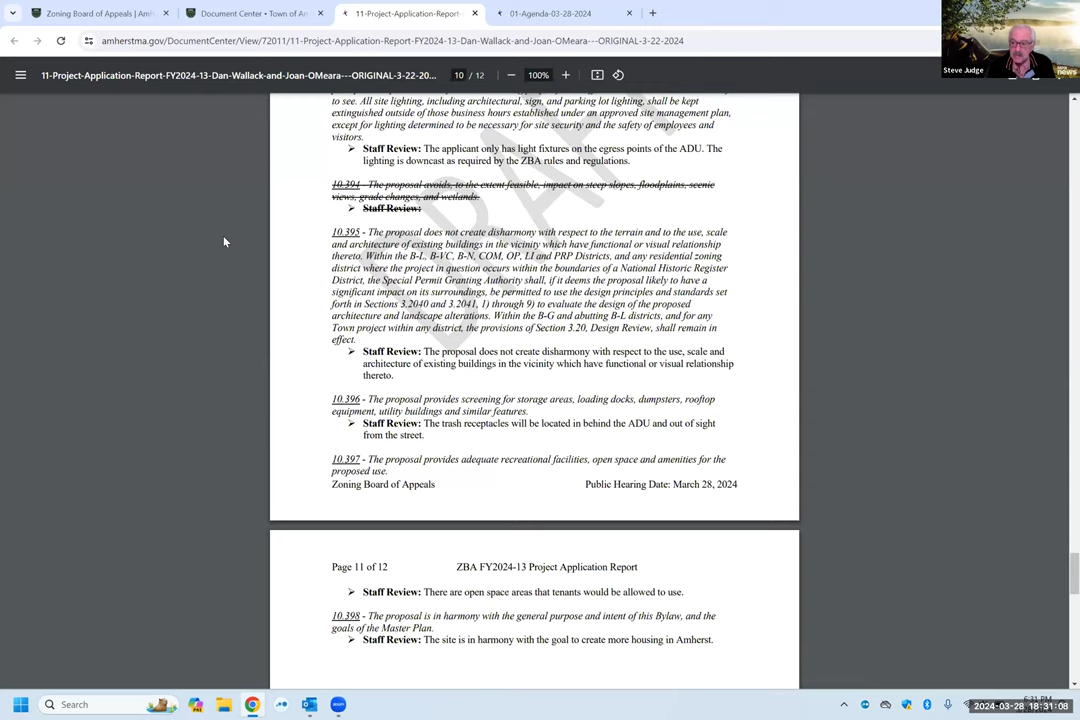 Zoning Board of Appeals | Amh
Document Center • Town of Am
11-Project-Application-Report-
01-Agenda-03-28-2024
amherstma.gov/DocumentCenter/View/72011/11-Project-Application-Report-FY2024-13-Dan-Wallack-and-Joan-OMeara---ORIGINAL-3-22-2024
11-Project-Application-Report-FY2024-13-Dan-Wallack-and-Joan-OMeara---ORIGINAL-3-22-20...
10 / 12
100%
Steve Judge
news
DRAFT
to see. All site lighting, including architectural, sign, and parking lot lighting, shall be kept
extinguished outside of those business hours established under an approved site management plan,
except for lighting determined to be necessary for site security and the safety of employees and
visitors.
➤ Staff Review: The applicant only has light fixtures on the egress points of the ADU. The
lighting is downcast as required by the ZBA rules and regulations.
10.394 - The proposal avoids, to the extent feasible, impact on steep slopes, floodplains, scenic
views, grade changes, and wetlands.
➤ Staff Review:
10.395 - The proposal does not create disharmony with respect to the terrain and to the use, scale
and architecture of existing buildings in the vicinity which have functional or visual relationship
thereto. Within the B-L, B-VC, B-N, COM, OP, LI and PRP Districts, and any residential zoning
district where the project in question occurs within the boundaries of a National Historic Register
District, the Special Permit Granting Authority shall, if it deems the proposal likely to have a
significant impact on its surroundings, be permitted to use the design principles and standards set
forth in Sections 3.2040 and 3.2041, 1) through 9) to evaluate the design of the proposed
architecture and landscape alterations. Within the B-G and abutting B-L districts, and for any
Town project within any district, the provisions of Section 3.20, Design Review, shall remain in
effect.
➤ Staff Review: The proposal does not create disharmony with respect to the use, scale and
architecture of existing buildings in the vicinity which have functional or visual relationship
thereto.
10.396 - The proposal provides screening for storage areas, loading docks, dumpsters, rooftop
equipment, utility buildings and similar features.
➤ Staff Review: The trash receptacles will be located in behind the ADU and out of sight
from the street.
10.397 - The proposal provides adequate recreational facilities, open space and amenities for the
proposed use.
Zoning Board of Appeals Public Hearing Date: March 28, 2024
Page 11 of 12 ZBA FY2024-13 Project Application Report
➤ Staff Review: There are open space areas that tenants would be allowed to use.
10.398 - The proposal is in harmony with the general purpose and intent of this Bylaw, and the
goals of the Master Plan.
➤ Staff Review: The site is in harmony with the goal to create more housing in Amherst.
Search
zoom
6:31 PM
2024-03-28 18:31:08